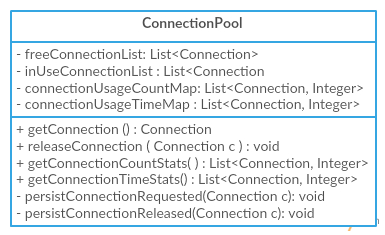 ConnectionPool
- freeConnectionList: List<Connection>
- inUseConnectionList : List<Connection
- connectionUsageCountMap: List<Connection, Integer>
- connectionUsageTimeMap : List<Connection, Integer>
+ getConnection () : Connection
+ releaseConnection ( Connection c ) : void
+ getConnectionCountStats( ) : List<Connection, Integer>
+ getConnectionTimeStats() : List<Connection, Integer>
- persistConnectionRequested(Connection c): void
- persistConnectionReleased(Connection c): void